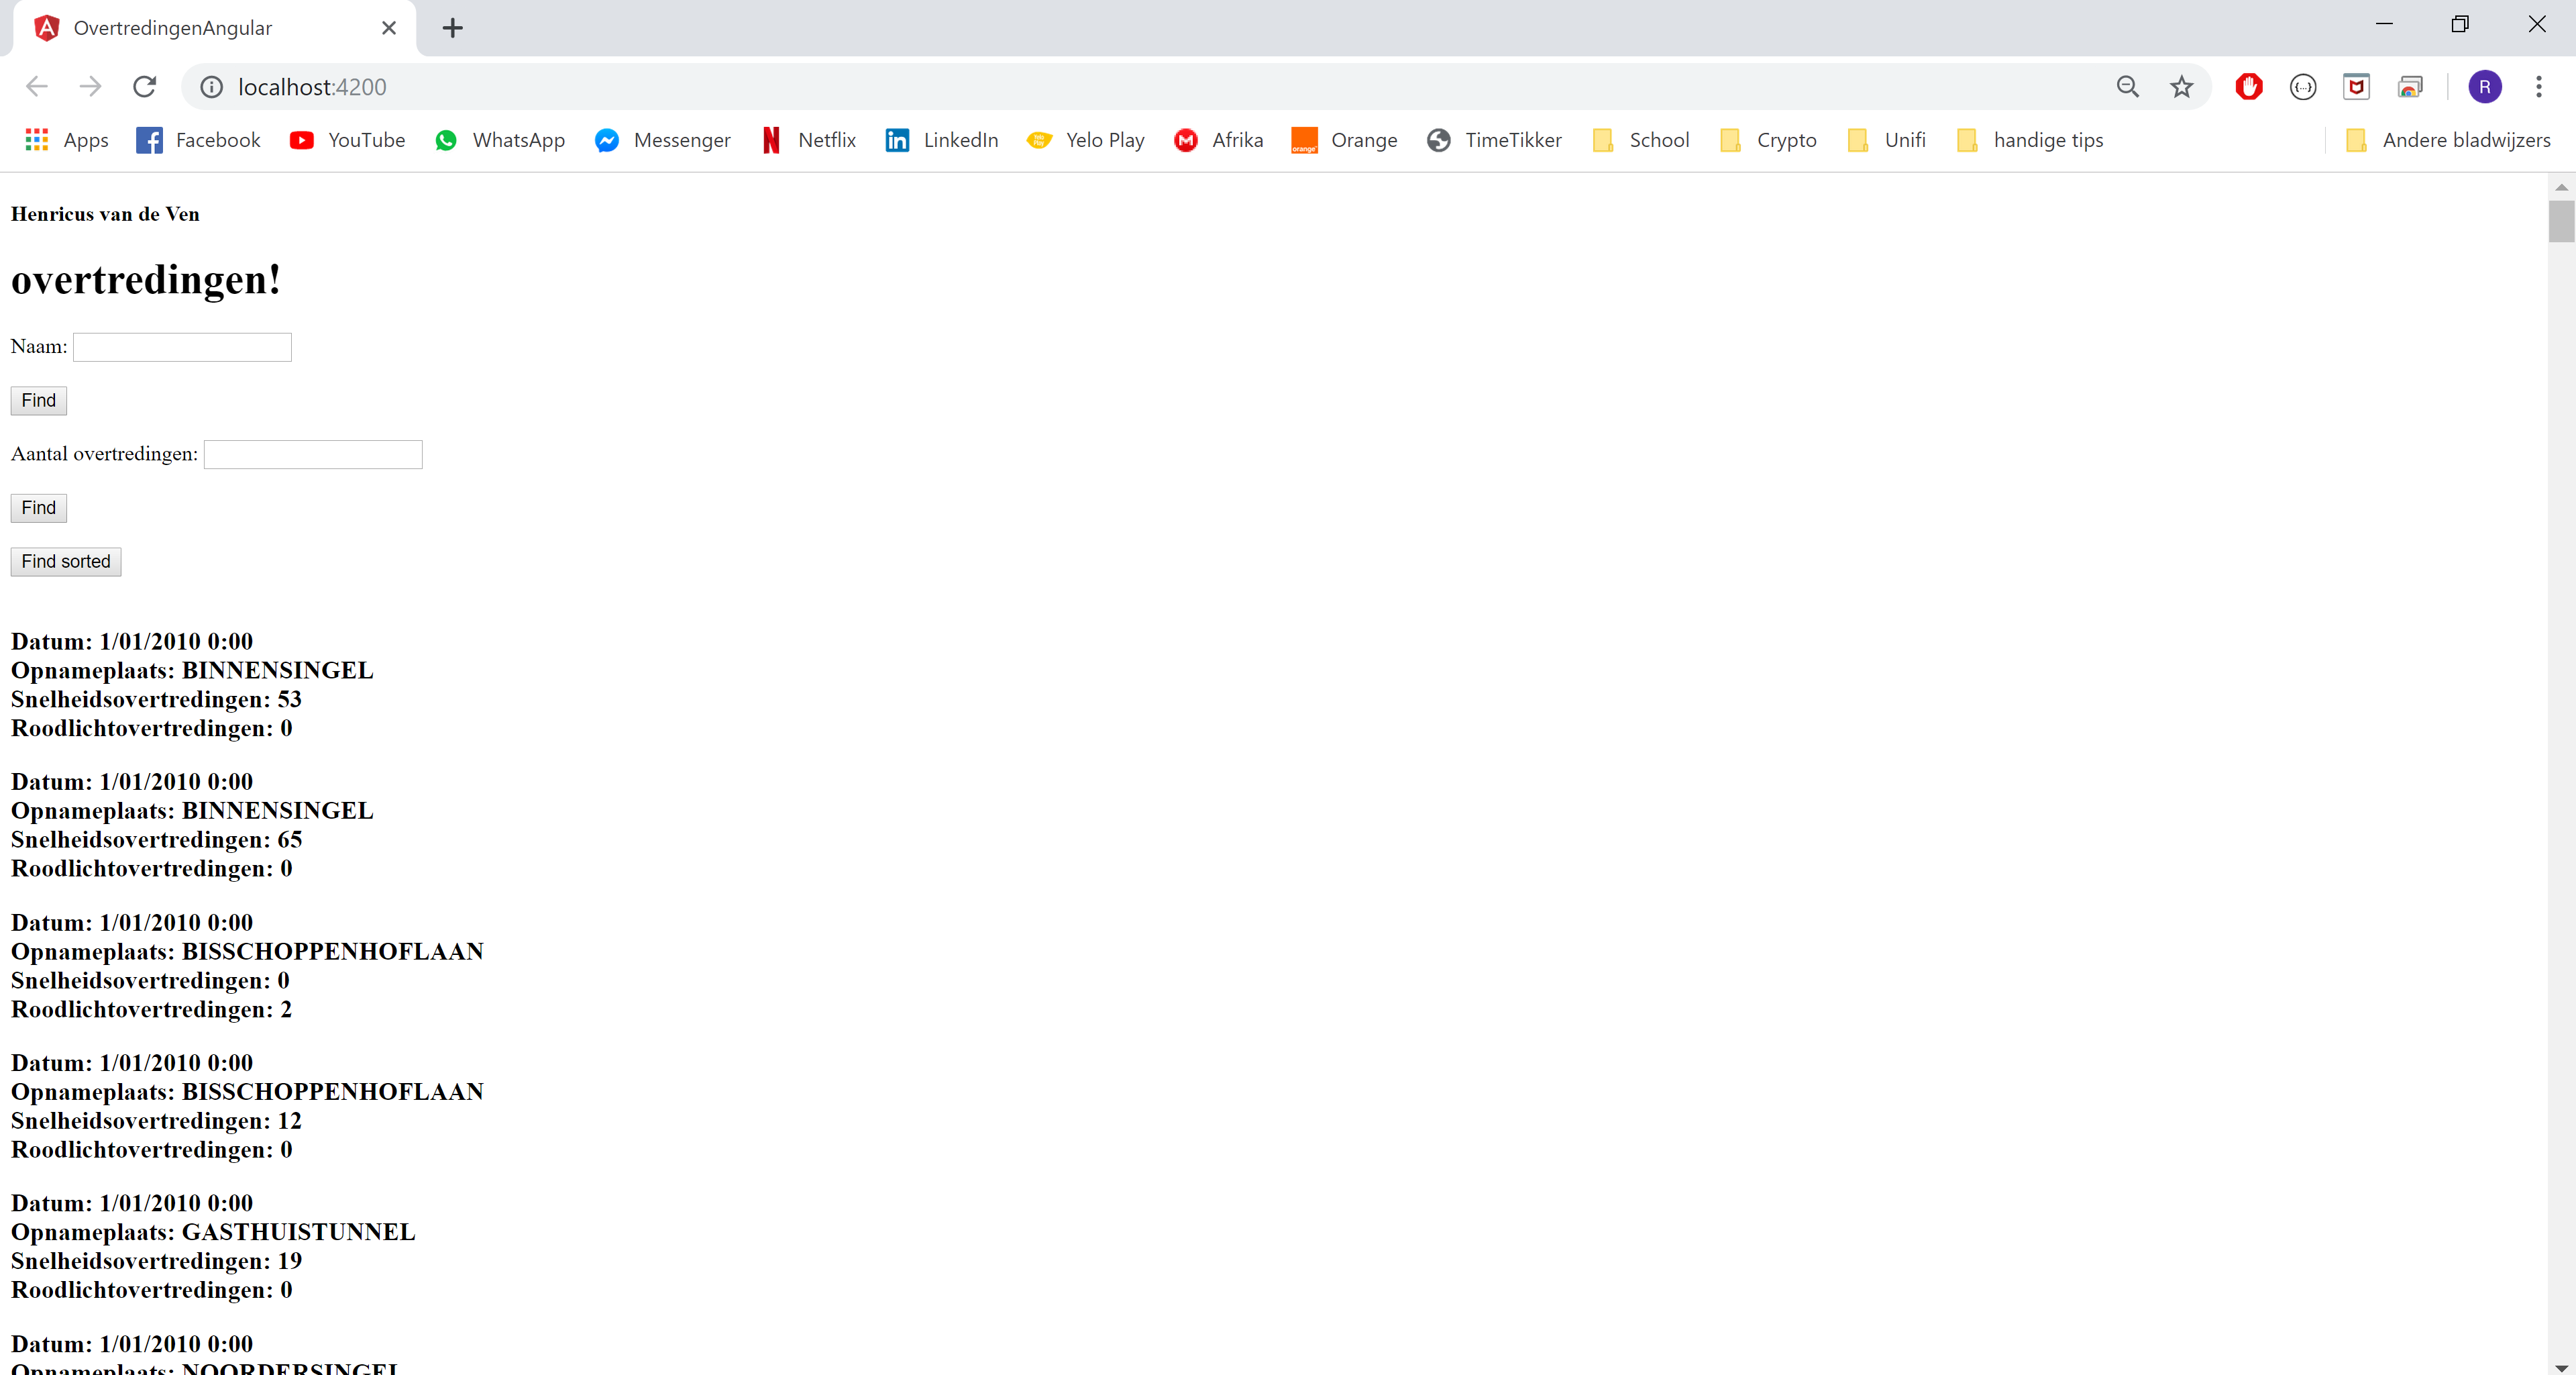 OvertredingenAngular
localhost:4200
R
Apps Facebook YouTube WhatsApp Messenger Netflix LinkedIn Yelo Play Afrika Orange TimeTikker School Crypto Unifi handige tips Andere bladwijzers
Henricus van de Ven
overtredingen!
Naam:
Find
Aantal overtredingen:
Find
Find sorted
Datum: 1/01/2010 0:00
Opnameplaats: BINNENSINGEL
Snelheidsovertredingen: 53
Roodlichtovertredingen: 0
Datum: 1/01/2010 0:00
Opnameplaats: BINNENSINGEL
Snelheidsovertredingen: 65
Roodlichtovertredingen: 0
Datum: 1/01/2010 0:00
Opnameplaats: BISSCHOPPENHOFLAAN
Snelheidsovertredingen: 0
Roodlichtovertredingen: 2
Datum: 1/01/2010 0:00
Opnameplaats: BISSCHOPPENHOFLAAN
Snelheidsovertredingen: 12
Roodlichtovertredingen: 0
Datum: 1/01/2010 0:00
Opnameplaats: GASTHUISTUNNEL
Snelheidsovertredingen: 19
Roodlichtovertredingen: 0
Datum: 1/01/2010 0:00
Opnameplaats: NOORDERSINGEL